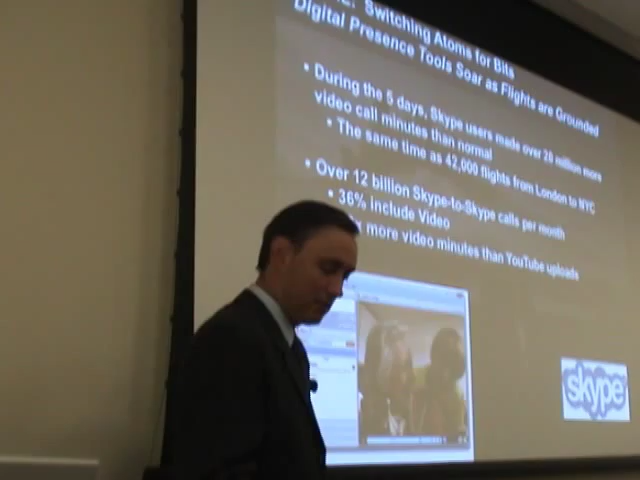 Switching Atoms for Bits
Digital Presence Tools Soar as Flights are Grounded
• During the 5 days, Skype users made over 20 million more
video call minutes than normal
• The same time as 42,000 flights from London to NYC
• Over 12 billion Skype-to-Skype calls per month
• 36% include Video
more video minutes than YouTube uploads
skype